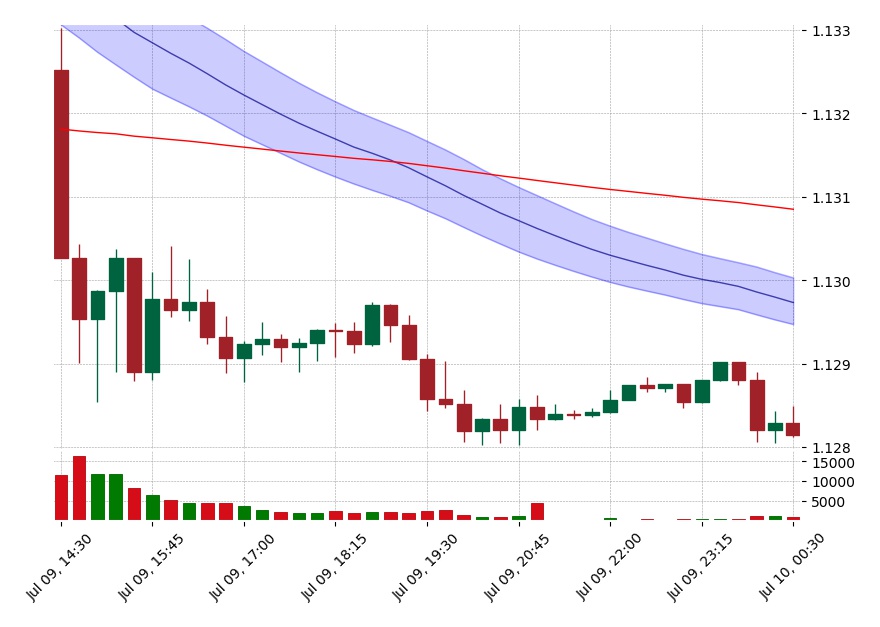 1.133
1.132
1.131
1.130
1.129
1.128
15000
10000
5000
Jul 09, 14:30
Jul 09, 15:45
Jul 09, 17:00
Jul 09, 18:15
Jul 09, 19:30
Jul 09, 20:45
Jul 09, 22:00
Jul 09, 23:15
Jul 10, 00:30